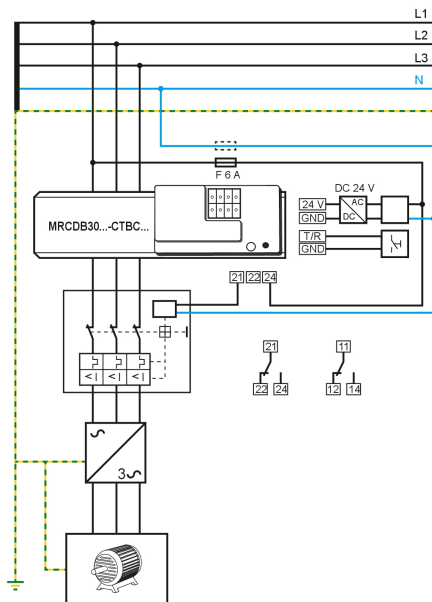 L1
L2
L3
N
F 6 A
DC 24 V
24 V
GND
AC
DC
T/R
GND
MRCDB30...-CTBC...
21 22 24
21
22 24
11
12 14
3